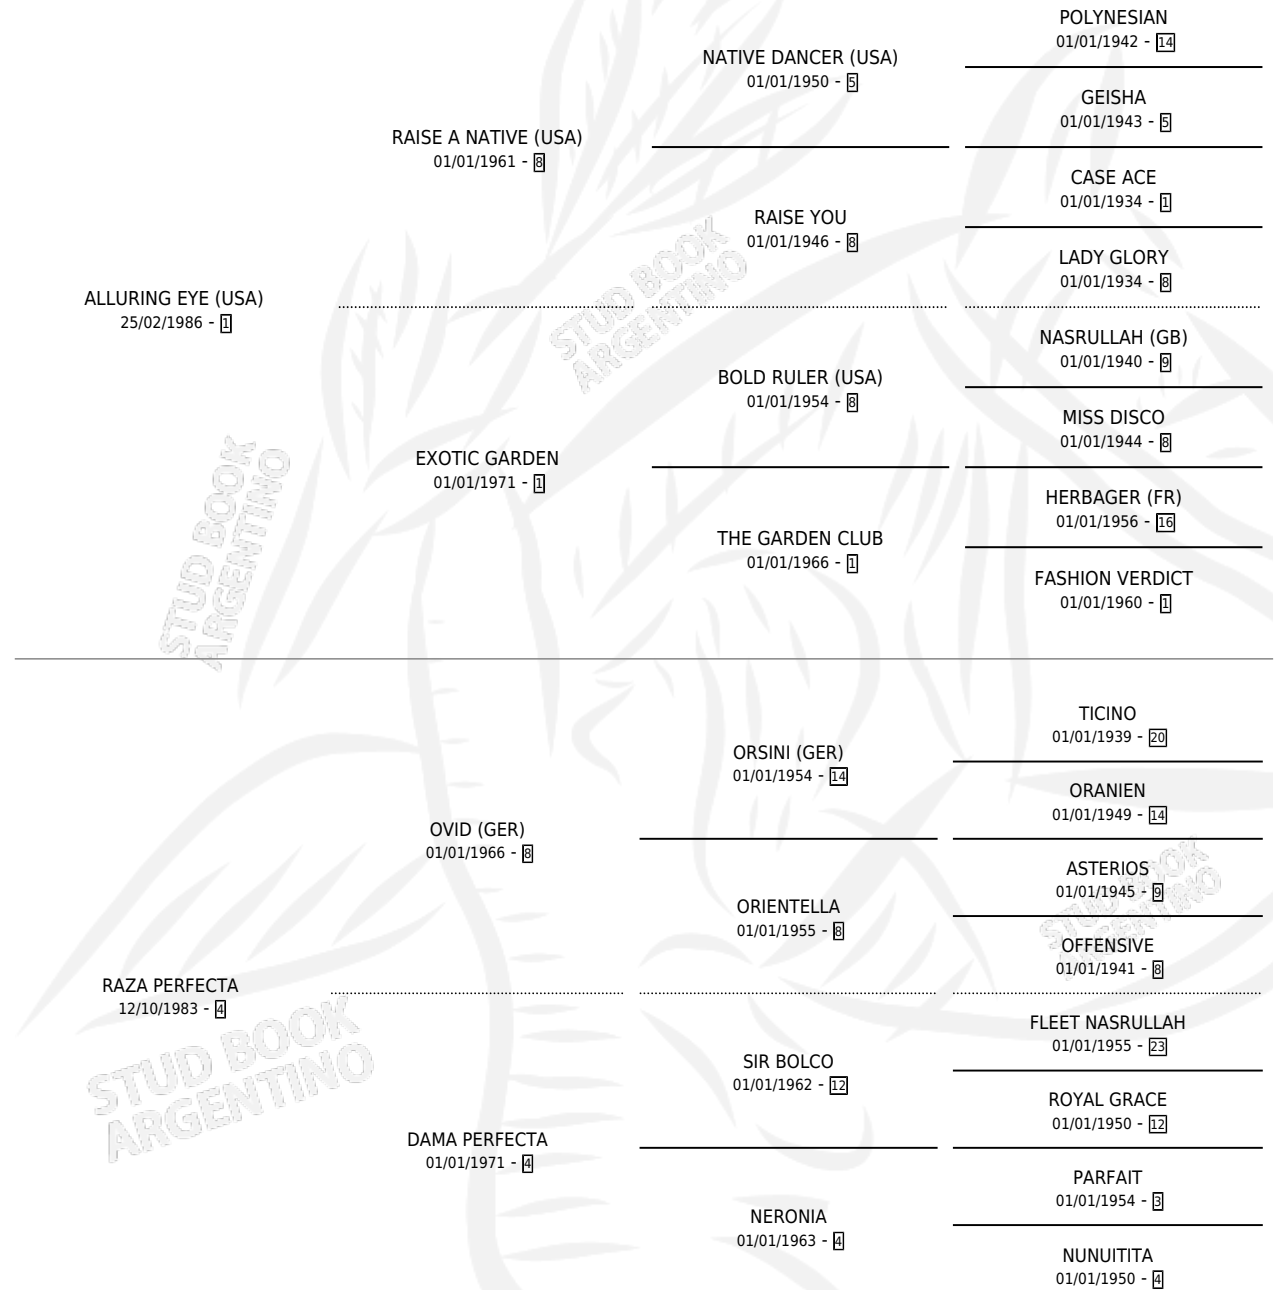 POLYNESIAN
01/01/1942 - 14
NATIVE DANCER (USA)
01/01/1950 - 5
GEISHA
01/01/1943 - 5
RAISE A NATIVE (USA)
01/01/1961 - 8
CASE ACE
01/01/1934 - 1
RAISE YOU
01/01/1946 - 8
LADY GLORY
01/01/1934 - 8
ALLURING EYE (USA)
25/02/1986 - 1
STUD BOOK
ARGENTINO
NASRULLAH (GB)
01/01/1940 - 9
BOLD RULER (USA)
01/01/1954 - 8
MISS DISCO
01/01/1944 - 8
EXOTIC GARDEN
01/01/1971 - 1
HERBAGER (FR)
01/01/1956 - 16
THE GARDEN CLUB
01/01/1966 - 1
FASHION VERDICT
01/01/1960 - 1
STUD BOOK
ARGENTINO
TICINO
01/01/1939 - 20
ORSINI (GER)
01/01/1954 - 14
ORANIEN
01/01/1949 - 14
OVID (GER)
01/01/1966 - 8
ASTERIOS
01/01/1945 - 9
ORIENTELLA
01/01/1955 - 8
STUD BOOK
ARGENTINO
OFFENSIVE
01/01/1941 - 8
RAZA PERFECTA
12/10/1983 - 4
STUD BOOK
ARGENTINO
FLEET NASRULLAH
01/01/1955 - 23
SIR BOLCO
01/01/1962 - 12
ROYAL GRACE
01/01/1950 - 12
DAMA PERFECTA
01/01/1971 - 4
PARFAIT
01/01/1954 - 3
NERONIA
01/01/1963 - 4
NUNUITITA
01/01/1950 - 4